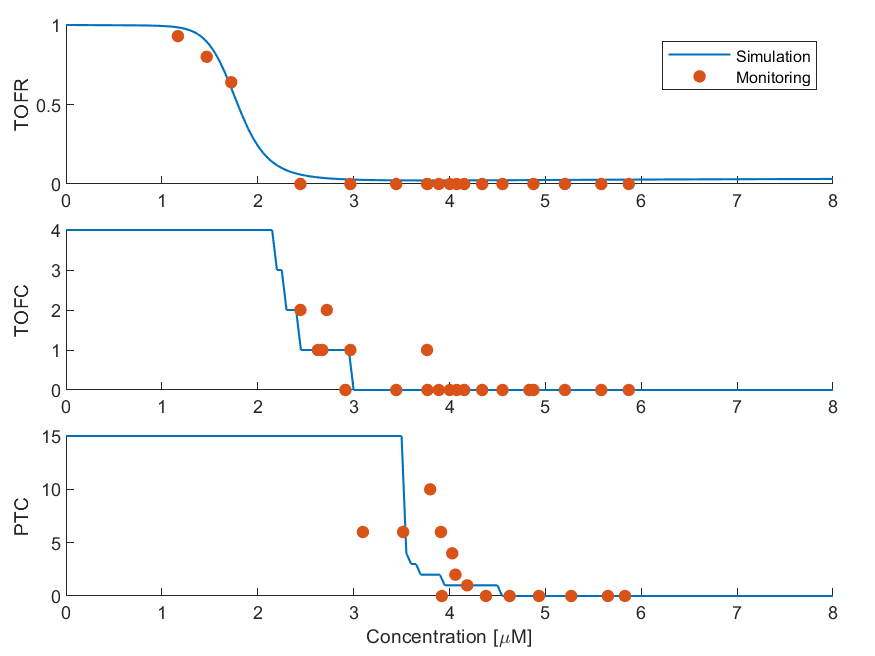 1
Simulation
Monitoring
TOFR
0.5
0
0 1 2 3 4 5 6 7 8
4
3
TOFC
2
1
0
0 1 2 3 4 5 6 7 8
15
10
PTC
5
0
0 1 2 3 4 5 6 7 8
Concentration [μM]